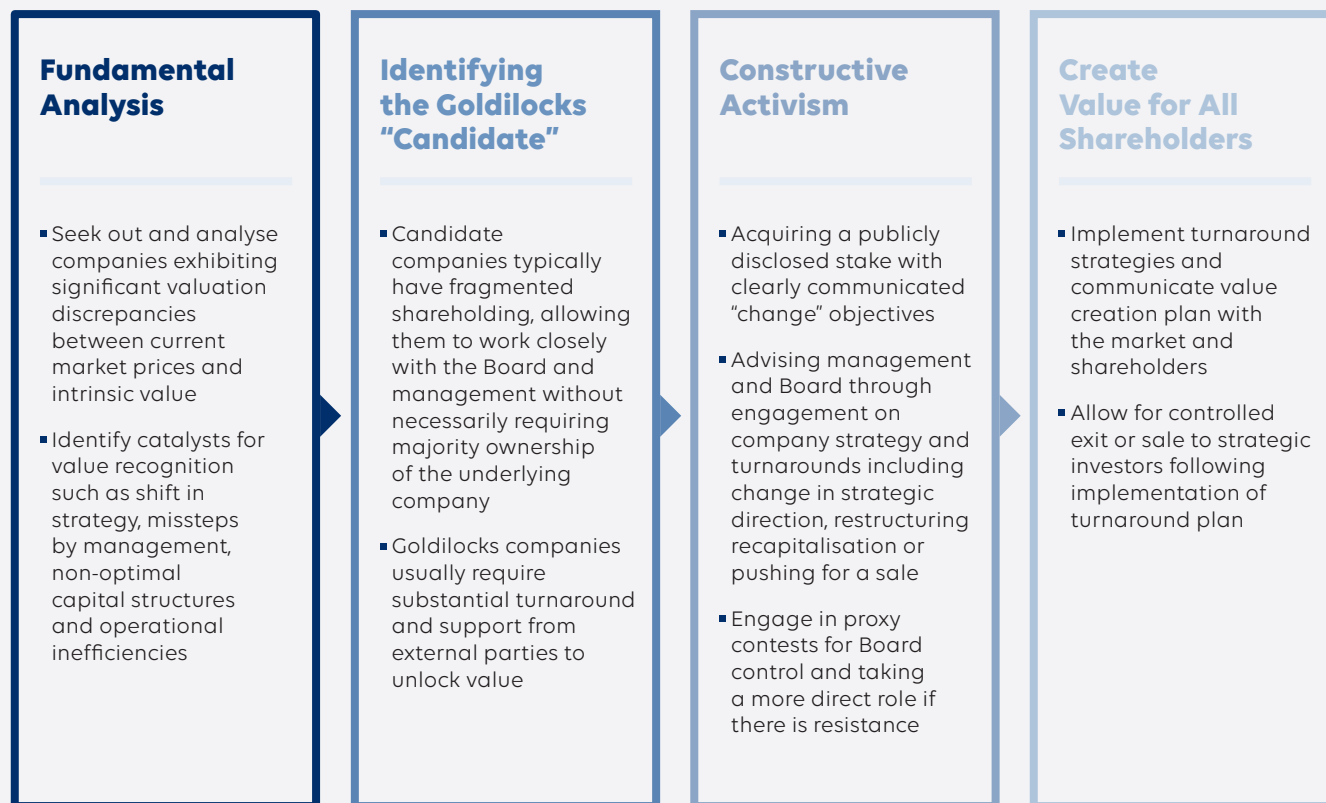 Fundamental
Analysis
▪ Seek out and analyse
companies exhibiting
significant valuation
discrepancies
between current
market prices and
intrinsic value
▪ Identify catalysts for
value recognition
such as shift in
strategy, missteps
by management,
non-optimal
capital structures
and operational
inefficiencies
Identifying
the Goldilocks
“Candidate”
▪ Candidate
companies typically
have fragmented
shareholding, allowing
them to work closely
with the Board and
management without
necessarily requiring
majority ownership
of the underlying
company
▪ Goldilocks companies
usually require
substantial turnaround
and support from
external parties to
unlock value
Constructive
Activism
▪ Acquiring a publicly
disclosed stake with
clearly communicated
“change” objectives
▪ Advising management
and Board through
engagement on
company strategy and
turnarounds including
change in strategic
direction, restructuring
recapitalisation or
pushing for a sale
▪ Engage in proxy
contests for Board
control and taking
a more direct role if
there is resistance
Create
Value for All
Shareholders
▪ Implement turnaround
strategies and
communicate value
creation plan with
the market and
shareholders
▪ Allow for controlled
exit or sale to strategic
investors following
implementation of
turnaround plan